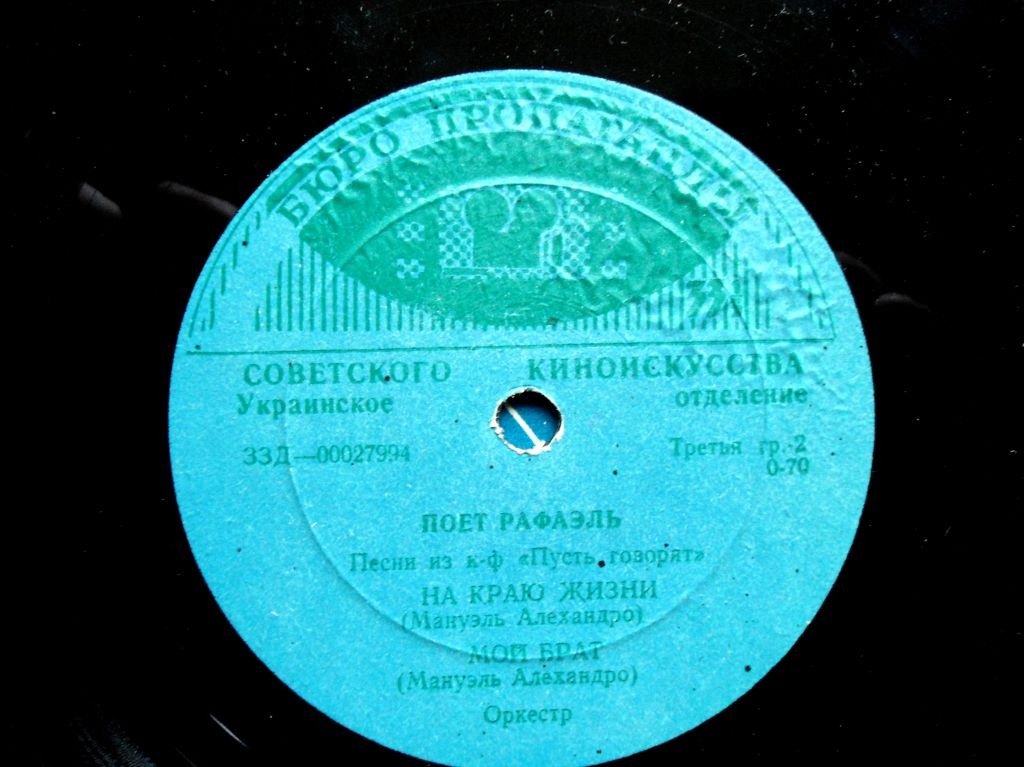 БЮРО ПРОПАГАНДЫ
СОВЕТСКОГО КИНОИСКУССТВА
Украинское отделение
33Д—00027994 Третья гр. 2
0-70
ПОЕТ РАФАЭЛЬ
Песни из к-ф «Пусть говорят»
НА КРАЮ ЖИЗНИ
(Мануэль Алехандро)
МОЙ БРАТ
(Мануэль Алехандро)
Оркестр